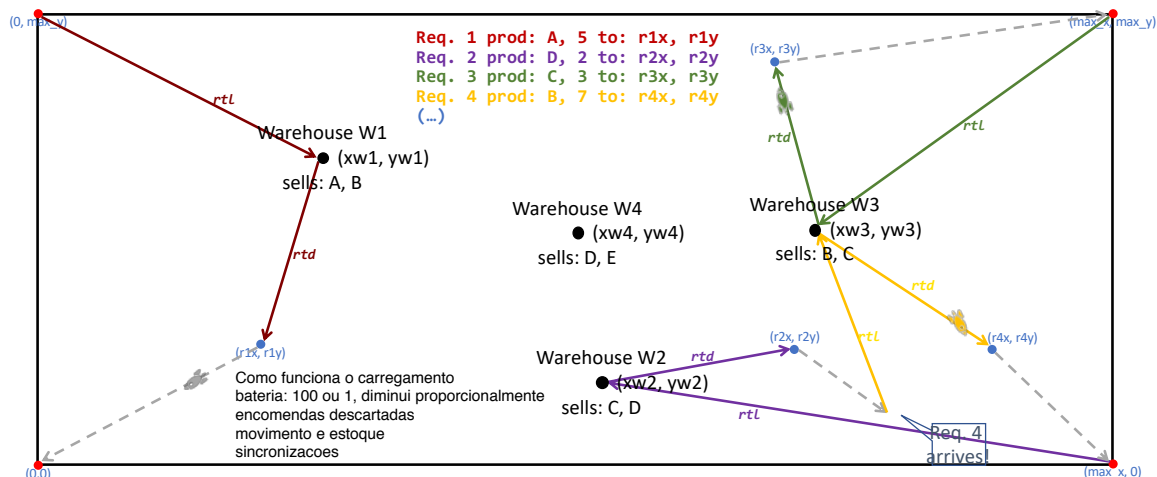 (0, max_y)
(max_x, max_y)
Req. 1 prod: A, 5 to: r1x, r1y
Req. 2 prod: D, 2 to: r2x, r2y
Req. 3 prod: C, 3 to: r3x, r3y
Req. 4 prod: B, 7 to: r4x, r4y
(…)
(r3x, r3y)
rtl
rtd
rtl
Warehouse W1
(xw1, yw1)
sells: A, B
Warehouse W4
(xw4, yw4)
sells: D, E
Warehouse W3
(xw3, yw3)
sells: B, C
rtd
rtd
rtl
(r1x, r1y)
(r2x, r2y)
(r4x, r4y)
Warehouse W2
(xw2, yw2)
sells: C, D
rtd
rtl
Como funciona o carregamento
bateria: 100 ou 1, diminui proporcionalmente
encomendas descartadas
movimento e estoque
sincronizacoes
Req. 4
arrives!
(0,0)
(max_x, 0)